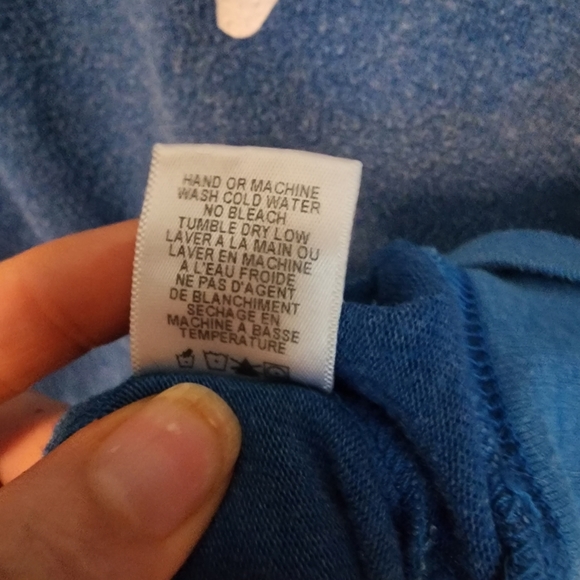 HAND OR MACHINE
WASH COLD WATER
NO BLEACH
TUMBLE DRY LOW
LAVER A LA MAIN OU
LAVER EN MACHINE
A L'EAU FROIDE
NE PAS D'AGENT
DE BLANCHIMENT
SECHAGE EN
MACHINE A BASSE
TEMPERATURE